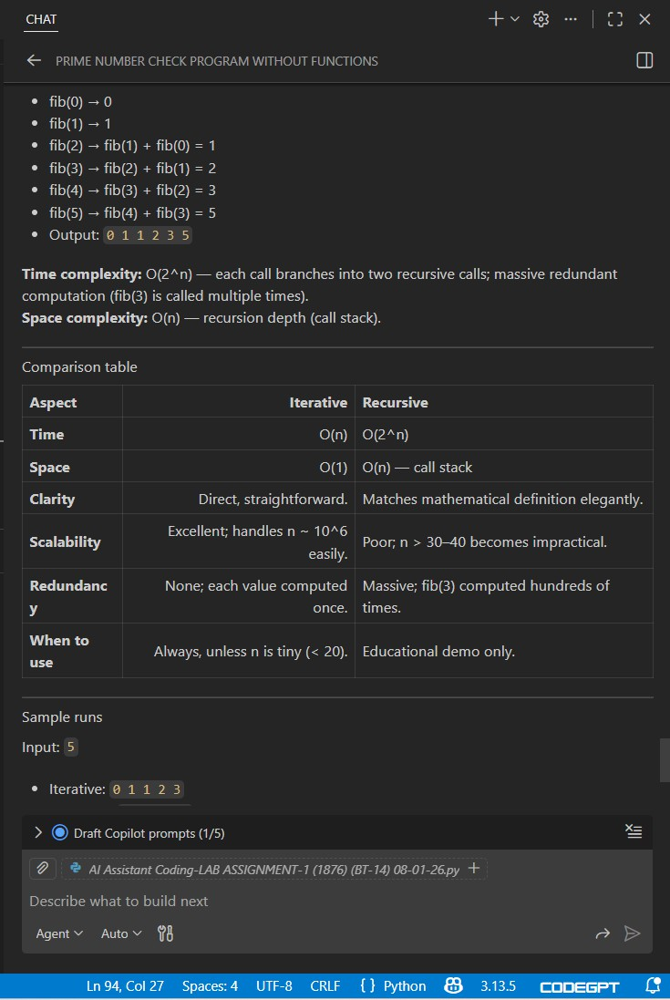 CHAT
PRIME NUMBER CHECK PROGRAM WITHOUT FUNCTIONS
• fib(0) → 0
• fib(1) → 1
• fib(2) → fib(1) + fib(0) = 1
• fib(3) → fib(2) + fib(1) = 2
• fib(4) → fib(3) + fib(2) = 3
• fib(5) → fib(4) + fib(3) = 5
• Output: 0 1 1 2 3 5
Time complexity: O(2^n) — each call branches into two recursive calls; massive redundant
computation (fib(3) is called multiple times).
Space complexity: O(n) — recursion depth (call stack).
Comparison table
Aspect Iterative Recursive
Time O(n) O(2^n)
Space O(1) O(n) — call stack
Clarity Direct, straightforward. Matches mathematical definition elegantly.
Scalability Excellent; handles n ~ 10^6
easily. Poor; n > 30–40 becomes impractical.
Redundanc
y None; each value computed
once. Massive; fib(3) computed hundreds of
times.
When to
use Always, unless n is tiny (< 20). Educational demo only.
Sample runs
Input: 5
• Iterative: 0 1 1 2 3
Draft Copilot prompts (1/5)
AI Assistant Coding-LAB ASSIGNMENT-1 (1876) (BT-14) 08-01-26.py
Describe what to build next
Agent Auto
Ln 94, Col 27 Spaces: 4 UTF-8 CRLF {} Python 3.13.5 CODEGPT